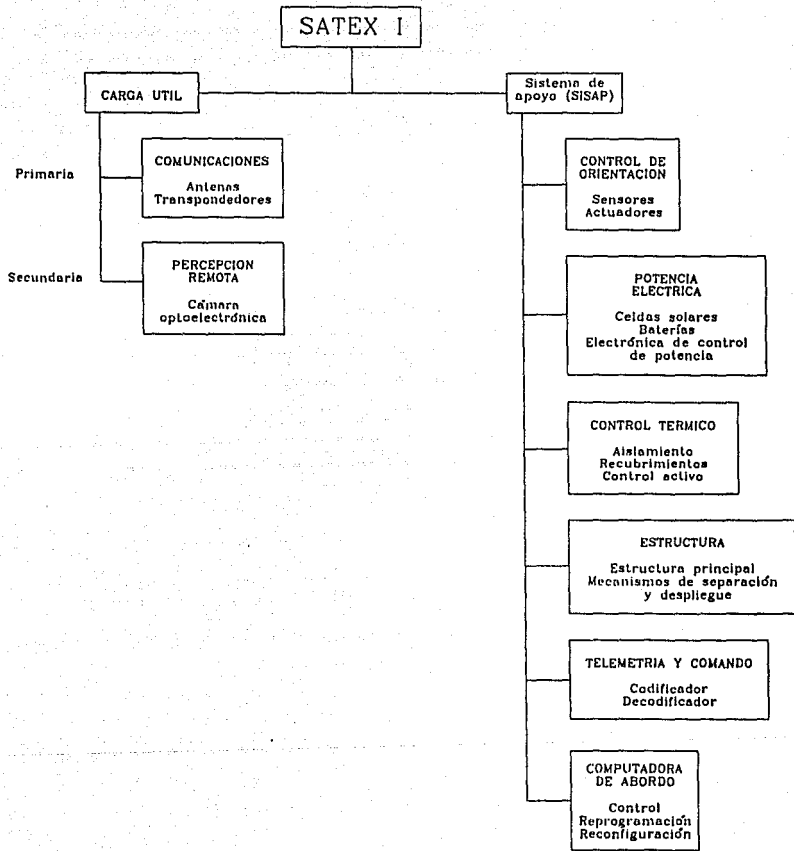 SATEX I
CARGA UTIL
Sistema de
apoyo (SISAP)
Primaria
COMUNICACIONES
Antenas
Transpondedores
Secundaria
PERCEPCION
REMOTA
Cámara
optoelectrónica
CONTROL DE
ORIENTACION
Sensores
Actuadores
POTENCIA
ELECTRICA
Celdas solares
Baterías
Electrónica de control
de potencia
CONTROL TERMICO
Aislamiento
Recubrimientos
Control activo
ESTRUCTURA
Estructura principal
Mecanismos de separación
y despliegue
TELEMETRIA Y COMANDO
Codificador
Decodificador
COMPUTADORA
DE ABORDO
Control
Reprogramación
Reconfiguración